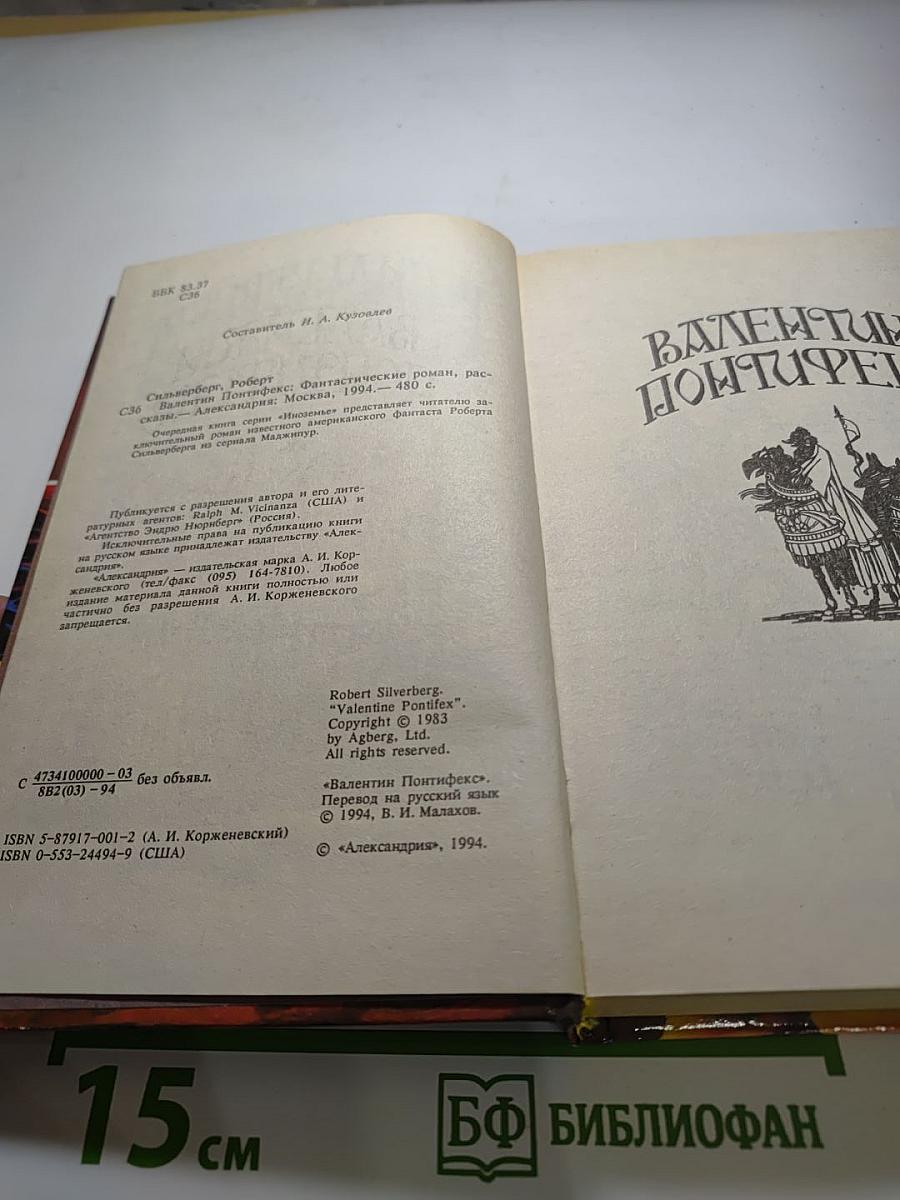 ББК 83.37
С36
Составитель И. А. Кузовлев
Сильверберг, Роберт
С36 Валентин Понтифекс: Фантастические роман, рас-
сказы.— Александрия: Москва, 1994.— 480 с.
Очередная книга серии «Иноземье» представляет читателю за-
ключительный роман известного американского фантаста Роберта
Сильверберга из сериала Маджипур.
Публикуется с разрешения автора и его лите-
ратурных агентов: Ralph M. Vicinanza (США) и
«Агентство Эндрю Нюрнберг» (Россия).
Исключительные права на публикацию книги
на русском языке принадлежат издательству «Алек-
сандрия».
«Александрия» — издательская марка А. И. Кор-
женевского (тел/факс (095) 164-7810). Любое
издание материала данной книги полностью или
частично без разрешения А. И. Корженевского
запрещается.
Robert Silverberg.
“Valentine Pontifex”.
Copyright © 1983
by Agberg, Ltd.
All rights reserved.
С 4734100000–03 без объявл.
8В2(03)–94
«Валентин Понтифекс».
Перевод на русский язык
© 1994, В. И. Малахов.
ISBN 5–87917–001–2 (А. И. Корженевский)
ISBN 0–553–24494–9 (США)
© «Александрия», 1994.
ВАЛЕНТИН
ПОНТИФЕ
15 см
БФ БИБЛИОФАН